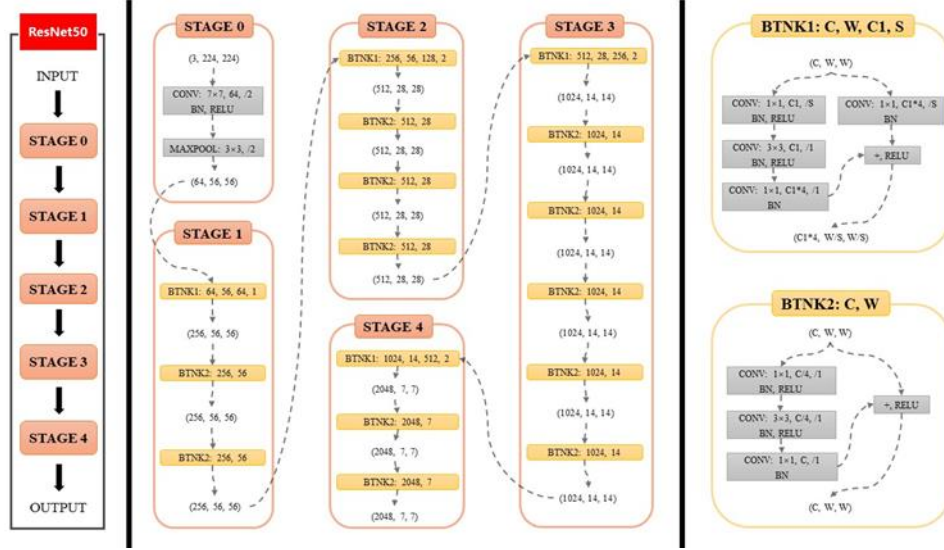 ResNet50
INPUT
STAGE 0
STAGE 1
STAGE 2
STAGE 3
STAGE 4
OUTPUT
STAGE 0
(3, 224, 224)
CONV: 7×7, 64, /2
BN, RELU
MAXPOOL: 3×3, /2
(64, 56, 56)
STAGE 1
BTNK1: 64, 56, 64, 1
(256, 56, 56)
BTNK2: 256, 56
(256, 56, 56)
BTNK2: 256, 56
(256, 56, 56)
STAGE 2
BTNK1: 256, 56, 128, 2
(512, 28, 28)
BTNK2: 512, 28
(512, 28, 28)
BTNK2: 512, 28
(512, 28, 28)
BTNK2: 512, 28
(512, 28, 28)
STAGE 3
BTNK1: 512, 28, 256, 2
(1024, 14, 14)
BTNK2: 1024, 14
(1024, 14, 14)
BTNK2: 1024, 14
(1024, 14, 14)
BTNK2: 1024, 14
(1024, 14, 14)
BTNK2: 1024, 14
(1024, 14, 14)
BTNK2: 1024, 14
(1024, 14, 14)
STAGE 4
BTNK1: 1024, 14, 512, 2
(2048, 7, 7)
BTNK2: 2048, 7
(2048, 7, 7)
BTNK2: 2048, 7
(2048, 7, 7)
BTNK1: C, W, C1, S
(C, W, W)
CONV: 1×1, C1, /S
BN, RELU
CONV: 3×3, C1, /1
BN, RELU
CONV: 1×1, C1*4, /1
BN
CONV: 1×1, C1*4, /S
BN
+, RELU
(C1*4, W/S, W/S)
BTNK2: C, W
(C, W, W)
CONV: 1×1, C/4, /1
BN, RELU
CONV: 3×3, C/4, /1
BN, RELU
CONV: 1×1, C, /1
BN
+, RELU
(C, W, W)